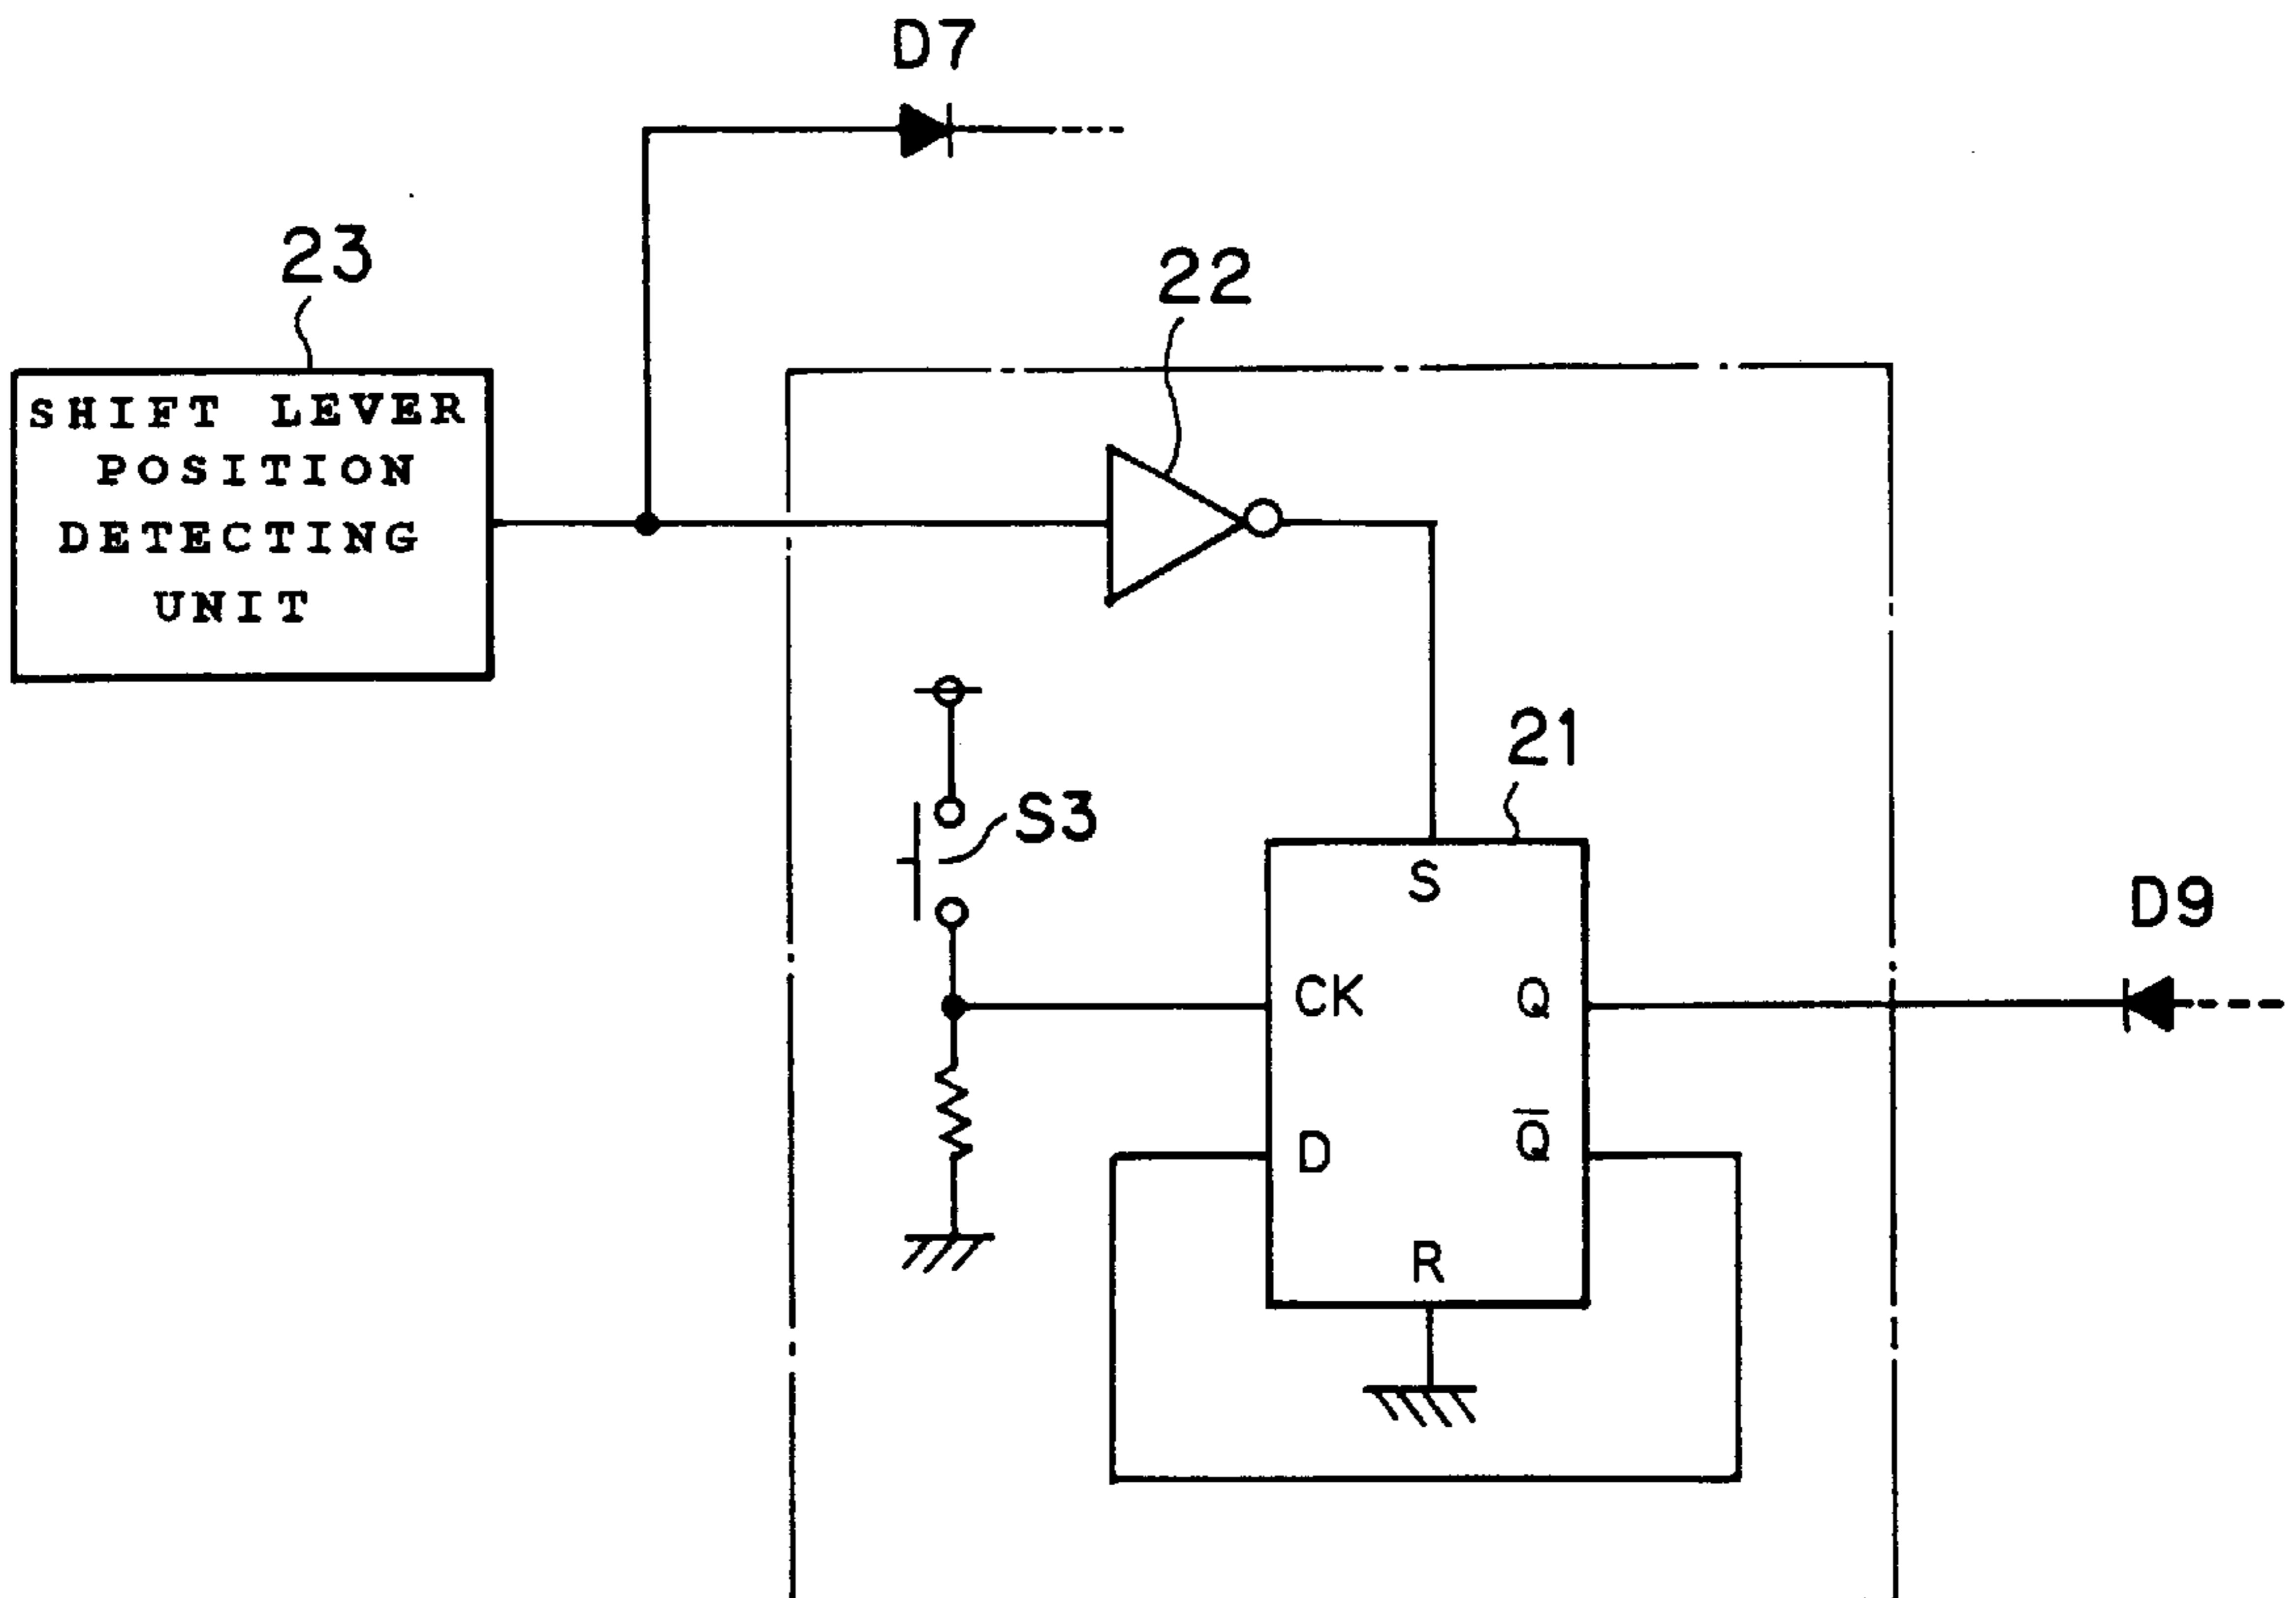 D7
23
22
SHIFT LEVER
POSITION
DETECTING
UNIT
21
S3
S
D9
CK
Q
D
Q̅
R